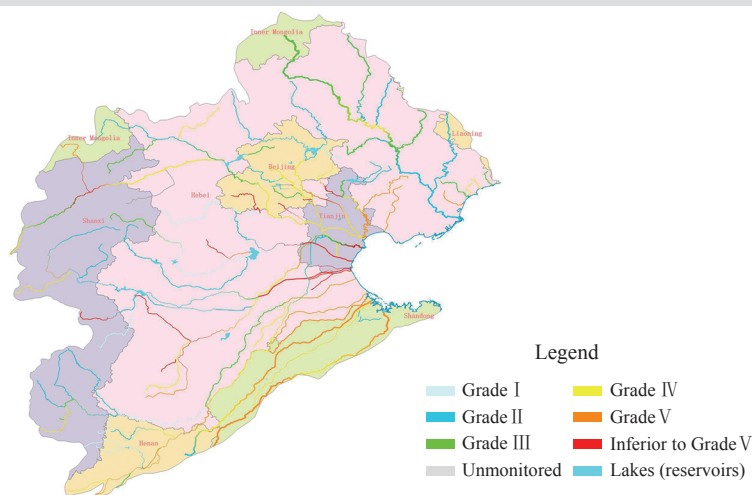 Inner Mongolia
Inner Mongolia
Liaoning
Beijing
Hebei
Tianjin
Shanxi
Shandong
Henan
Legend
Grade Ⅰ
Grade Ⅳ
Grade Ⅱ
Grade Ⅴ
Grade Ⅲ
Inferior to Grade Ⅴ
Unmonitored
Lakes (reservoirs)